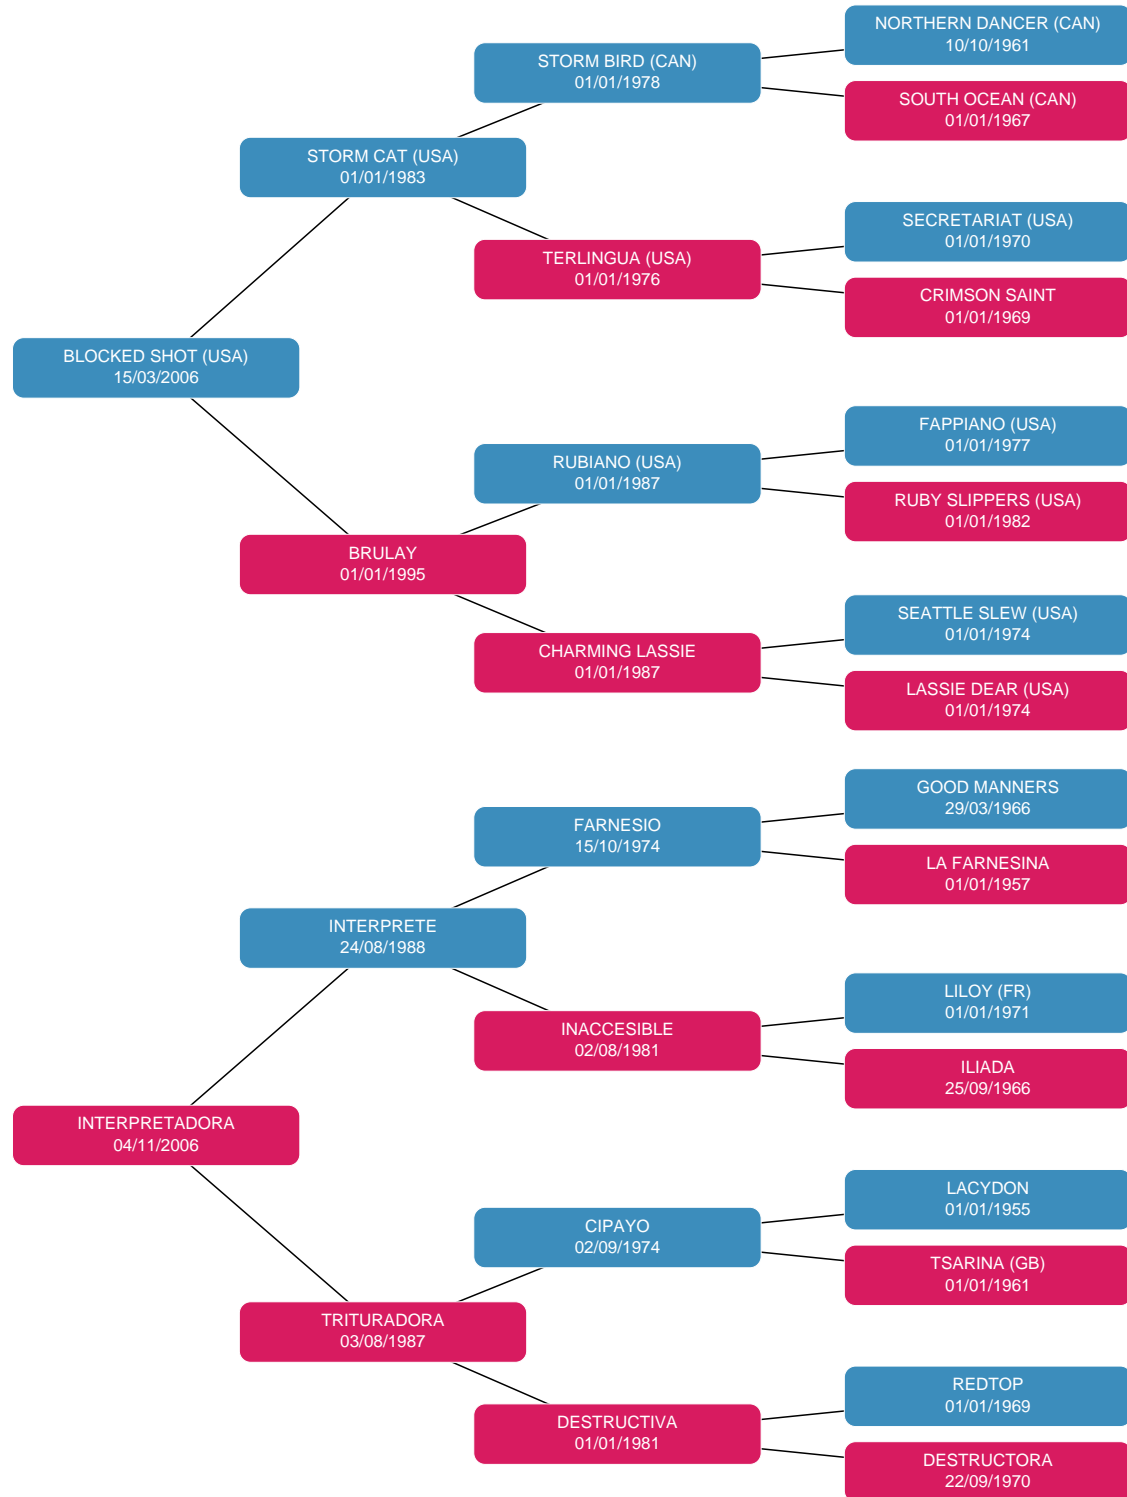 NORTHERN DANCER (CAN)
10/10/1961
STORM BIRD (CAN)
01/01/1978
SOUTH OCEAN (CAN)
01/01/1967
STORM CAT (USA)
01/01/1983
SECRETARIAT (USA)
01/01/1970
TERLINGUA (USA)
01/01/1976
CRIMSON SAINT
01/01/1969
BLOCKED SHOT (USA)
15/03/2006
FAPPIANO (USA)
01/01/1977
RUBIANO (USA)
01/01/1987
RUBY SLIPPERS (USA)
01/01/1982
BRULAY
01/01/1995
SEATTLE SLEW (USA)
01/01/1974
CHARMING LASSIE
01/01/1987
LASSIE DEAR (USA)
01/01/1974
GOOD MANNERS
29/03/1966
FARNESIO
15/10/1974
LA FARNESINA
01/01/1957
INTERPRETE
24/08/1988
LILOY (FR)
01/01/1971
INACCESIBLE
02/08/1981
ILIADA
25/09/1966
INTERPRETADORA
04/11/2006
LACYDON
01/01/1955
CIPAYO
02/09/1974
TSARINA (GB)
01/01/1961
TRITURADORA
03/08/1987
REDTOP
01/01/1969
DESTRUCTIVA
01/01/1981
DESTRUCTORA
22/09/1970